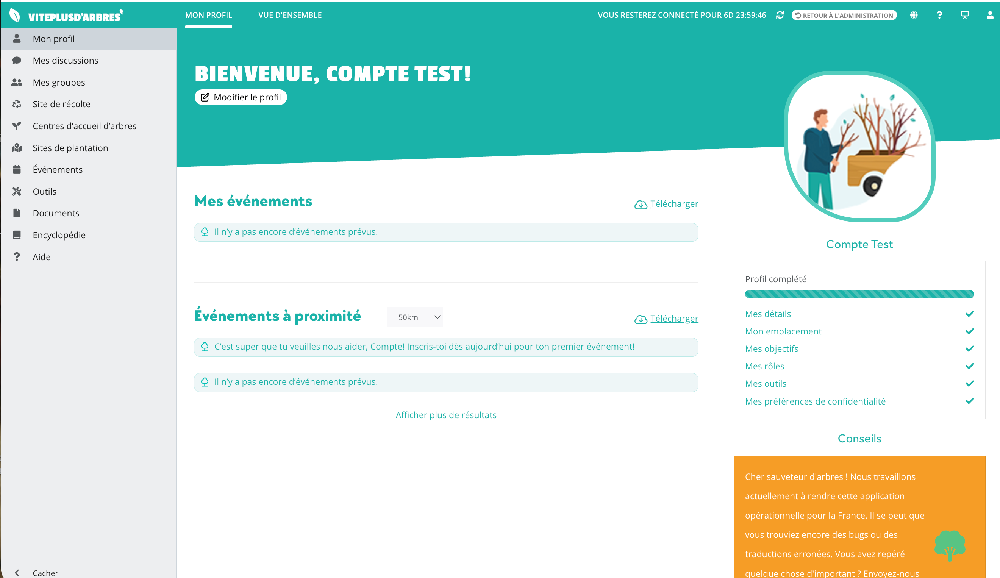 VITEPLUSD'ARBRES
MON PROFIL
VUE D'ENSEMBLE
VOUS RESTEREZ CONNECTÉ POUR 6D 23:59:46
RETOUR À L'ADMINISTRATION
Mon profil
Mes discussions
Mes groupes
Site de récolte
Centres d’accueil d’arbres
Sites de plantation
Événements
Outils
Documents
Encyclopédie
Aide
Cacher
BIENVENUE, COMPTE TEST!
Modifier le profil
Mes événements
Télécharger
Il n’y a pas encore d’événements prévus.
Événements à proximité
50km
Télécharger
C’est super que tu veuilles nous aider, Compte! Inscris-toi dès aujourd’hui pour ton premier événement!
Il n’y a pas encore d’événements prévus.
Afficher plus de résultats
Compte Test
Profil complété
Mes détails
Mon emplacement
Mes objectifs
Mes rôles
Mes outils
Mes préférences de confidentialité
Conseils
Cher sauveteur d'arbres ! Nous travaillons
actuellement à rendre cette application
opérationnelle pour la France. Il se peut que
vous trouviez encore des bugs ou des
traductions erronées. Vous avez repéré
quelque chose d'important ? Envoyez-nous